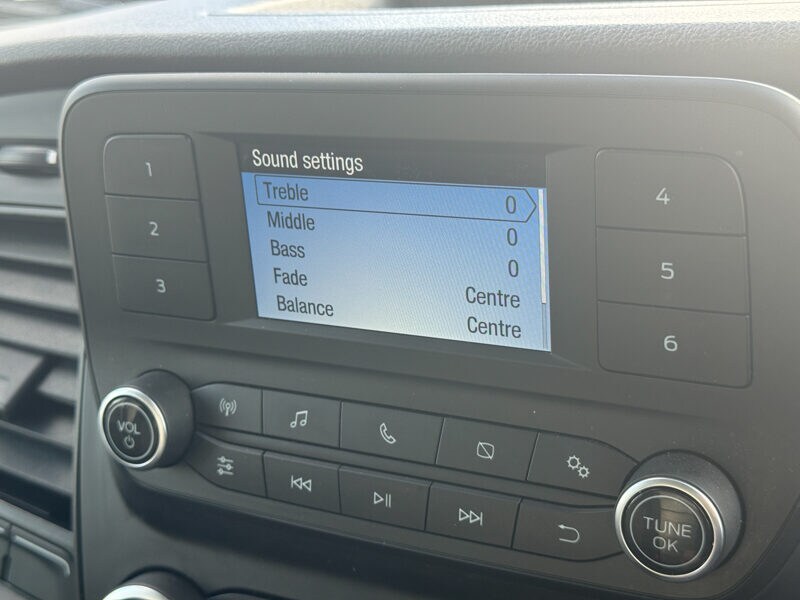 Sound settings
Treble 0
Middle 0
Bass 0
Fade Centre
Balance Centre
1
2
3
4
5
6
VOL
TUNE
OK